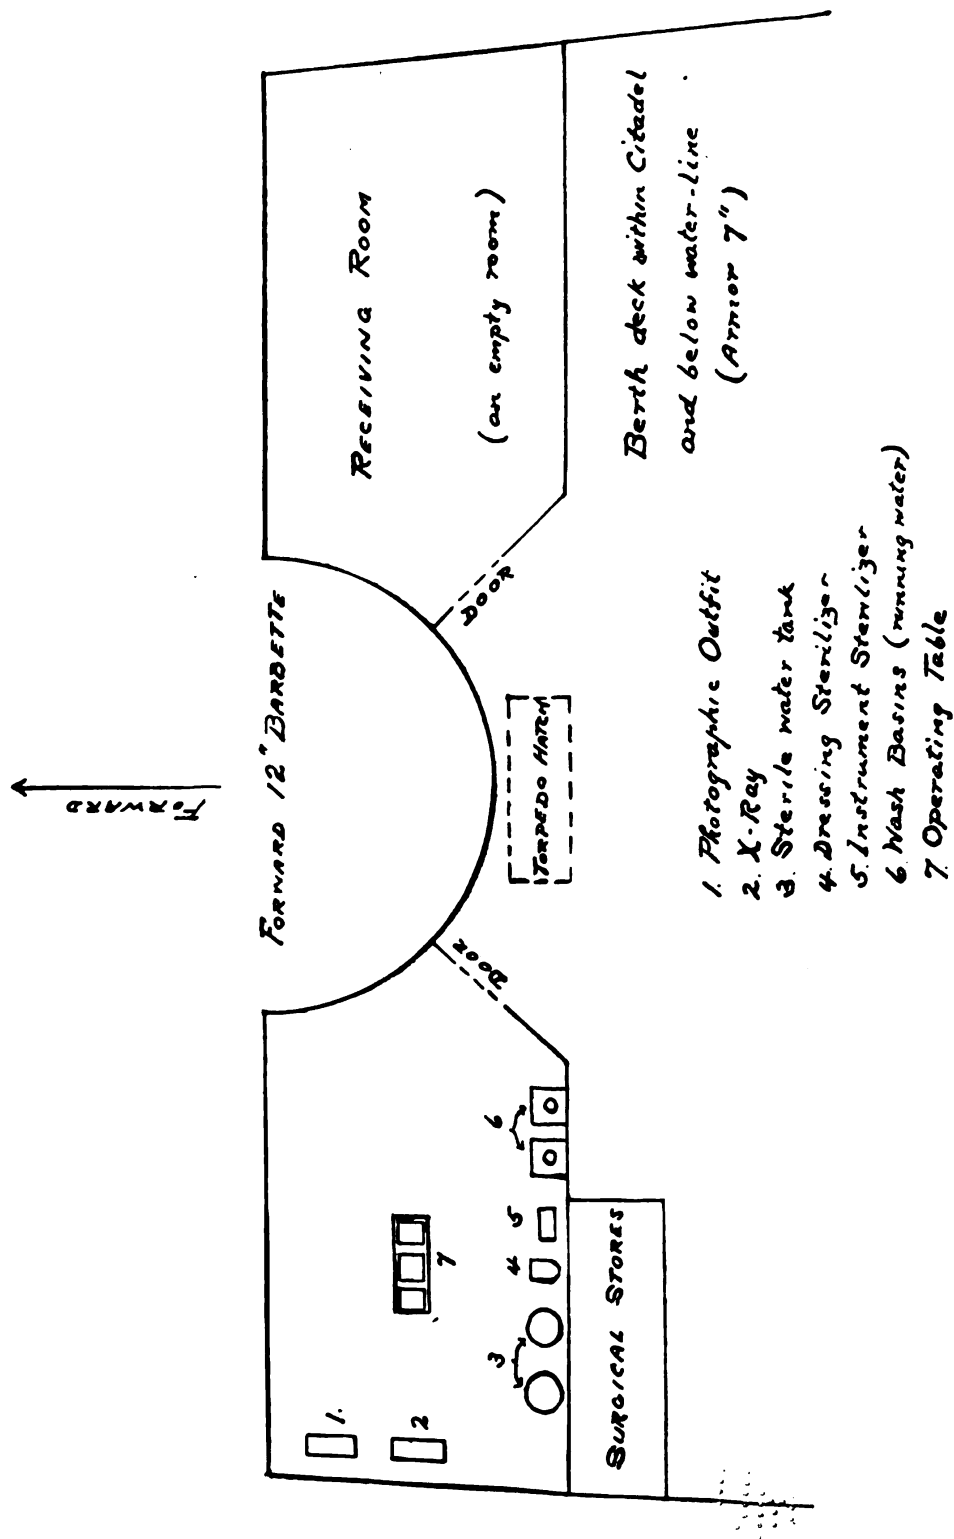 FORWARD
FORWARD 12" BARBETTE
RECEIVING ROOM
(an empty room)
DOOR
DOOR
TORPEDO HATCH
1.
2
3
4
5
6
7
SURGICAL STORES
Berth deck within Citadel
and below water-line
(Armor 7")
1. Photographic Outfit
2. X-Ray
3. Sterile water tank
4. Dressing Sterilizer
5. Instrument Sterilizer
6. Wash Basins (running water)
7. Operating Table